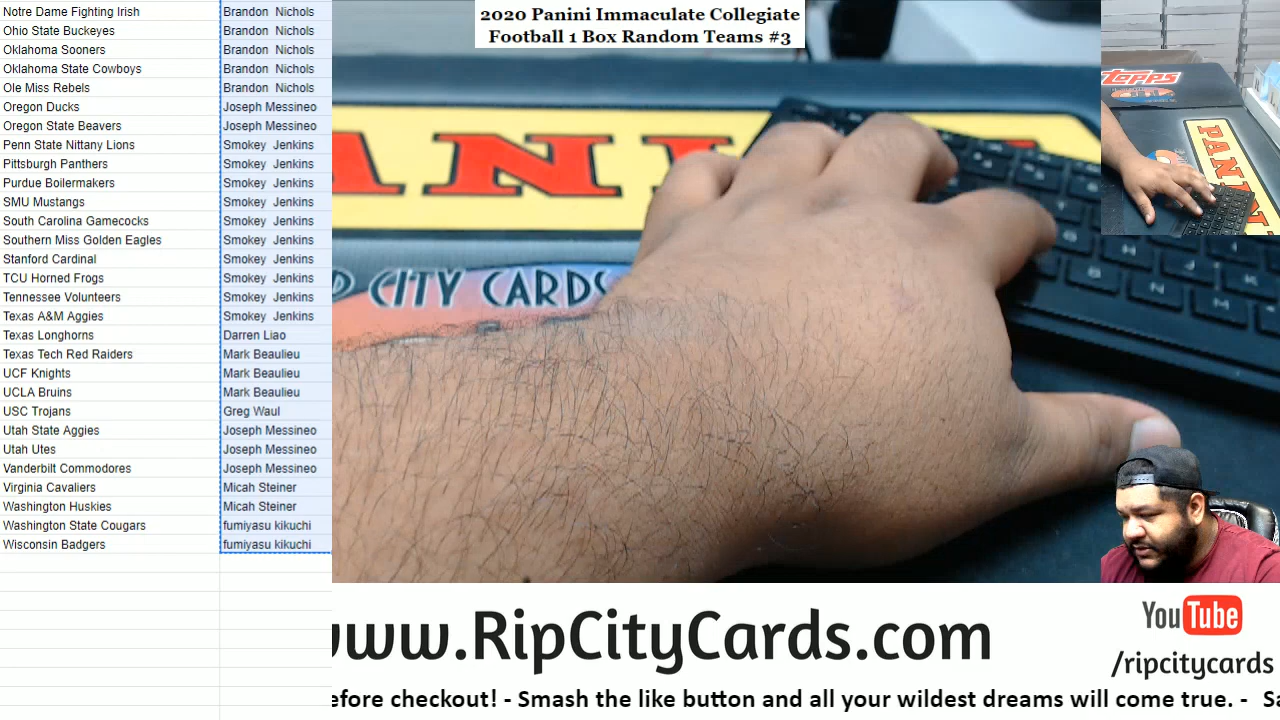 Notre Dame Fighting Irish Brandon Nichols
Ohio State Buckeyes Brandon Nichols
Oklahoma Sooners Brandon Nichols
Oklahoma State Cowboys Brandon Nichols
Ole Miss Rebels Brandon Nichols
Oregon Ducks Joseph Messineo
Oregon State Beavers Joseph Messineo
Penn State Nittany Lions Smokey Jenkins
Pittsburgh Panthers Smokey Jenkins
Purdue Boilermakers Smokey Jenkins
SMU Mustangs Smokey Jenkins
South Carolina Gamecocks Smokey Jenkins
Southern Miss Golden Eagles Smokey Jenkins
Stanford Cardinal Smokey Jenkins
TCU Horned Frogs Smokey Jenkins
Tennessee Volunteers Smokey Jenkins
Texas A&M Aggies Smokey Jenkins
Texas Longhorns Darren Liao
Texas Tech Red Raiders Mark Beaulieu
UCF Knights Mark Beaulieu
UCLA Bruins Mark Beaulieu
USC Trojans Greg Waul
Utah State Aggies Joseph Messineo
Utah Utes Joseph Messineo
Vanderbilt Commodores Joseph Messineo
Virginia Cavaliers Micah Steiner
Washington Huskies Micah Steiner
Washington State Cougars fumiyasu kikuchi
Wisconsin Badgers fumiyasu kikuchi
2020 Panini Immaculate Collegiate
Football 1 Box Random Teams #3
ANI
P CITY CARDS
TOPPS
PANINI
www.RipCityCards.com
YouTube
/ripcitycards
efore checkout! - Smash the like button and all your wildest dreams will come true. - Sa